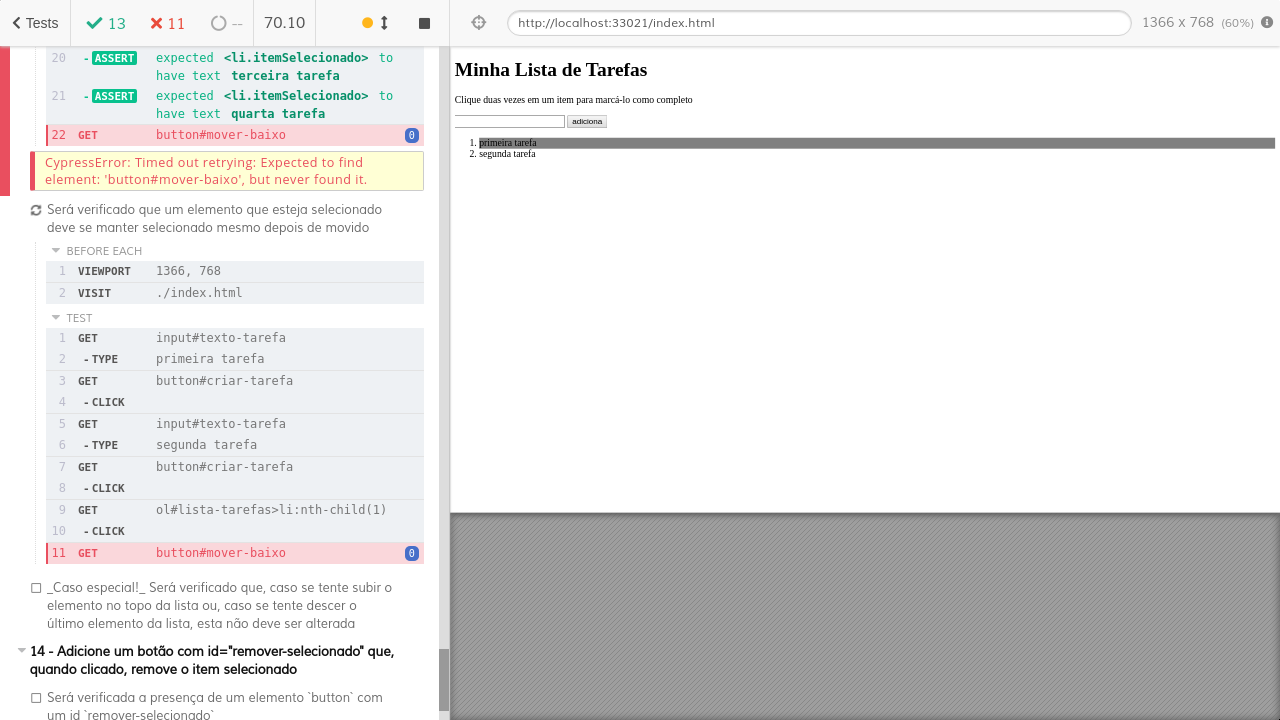 Tests 13 11 -- 70.10 http://localhost:33021/index.html 1366 x 768 (60%)
20 - ASSERT expected <li.itemSelecionado> to
have text terceira tarefa
21 - ASSERT expected <li.itemSelecionado> to
have text quarta tarefa
22 GET button#mover-baixo 0
CypressError: Timed out retrying: Expected to find
element: 'button#mover-baixo', but never found it.
Será verificado que um elemento que esteja selecionado
deve se manter selecionado mesmo depois de movido
BEFORE EACH
1 VIEWPORT 1366, 768
2 VISIT ./index.html
TEST
1 GET input#texto-tarefa
2 - TYPE primeira tarefa
3 GET button#criar-tarefa
4 - CLICK
5 GET input#texto-tarefa
6 - TYPE segunda tarefa
7 GET button#criar-tarefa
8 - CLICK
9 GET ol#lista-tarefas>li:nth-child(1)
10 - CLICK
11 GET button#mover-baixo 0
_Caso especial!_ Será verificado que, caso se tente subir o
elemento no topo da lista ou, caso se tente descer o
último elemento da lista, esta não deve ser alterada
14 - Adicione um botão com id="remover-selecionado" que,
quando clicado, remove o item selecionado
Será verificada a presença de um elemento `button` com
um id `remover-selecionado`
Minha Lista de Tarefas
Clique duas vezes em um item para marcá-lo como completo
adiciona
1. primeira tarefa
2. segunda tarefa